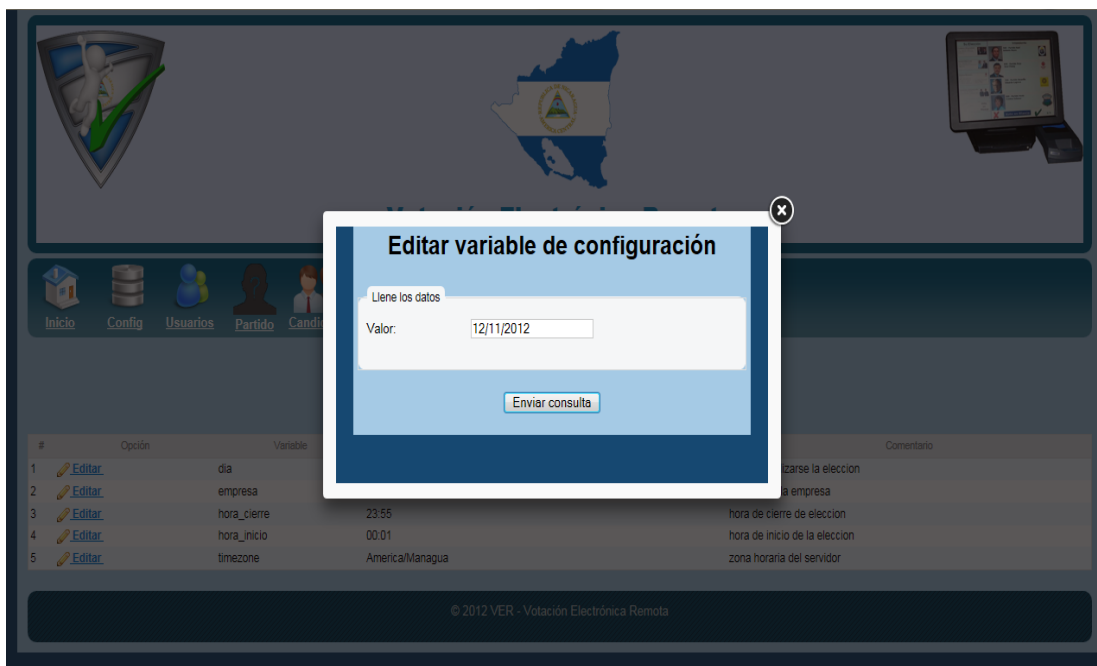 Editar variable de configuración
Llene los datos
Valor: 12/11/2012
Enviar consulta
Inicio Config Usuarios Partido
# Opción Variable Comentario
1 Editar dia la eleccion
2 Editar empresa la empresa
3 Editar hora_cierre 23:55 hora de cierre de eleccion
4 Editar hora_inicio 00:01 hora de inicio de la eleccion
5 Editar timezone America/Managua zona horaria del servidor
© 2012 VER - Votación Electrónica Remota